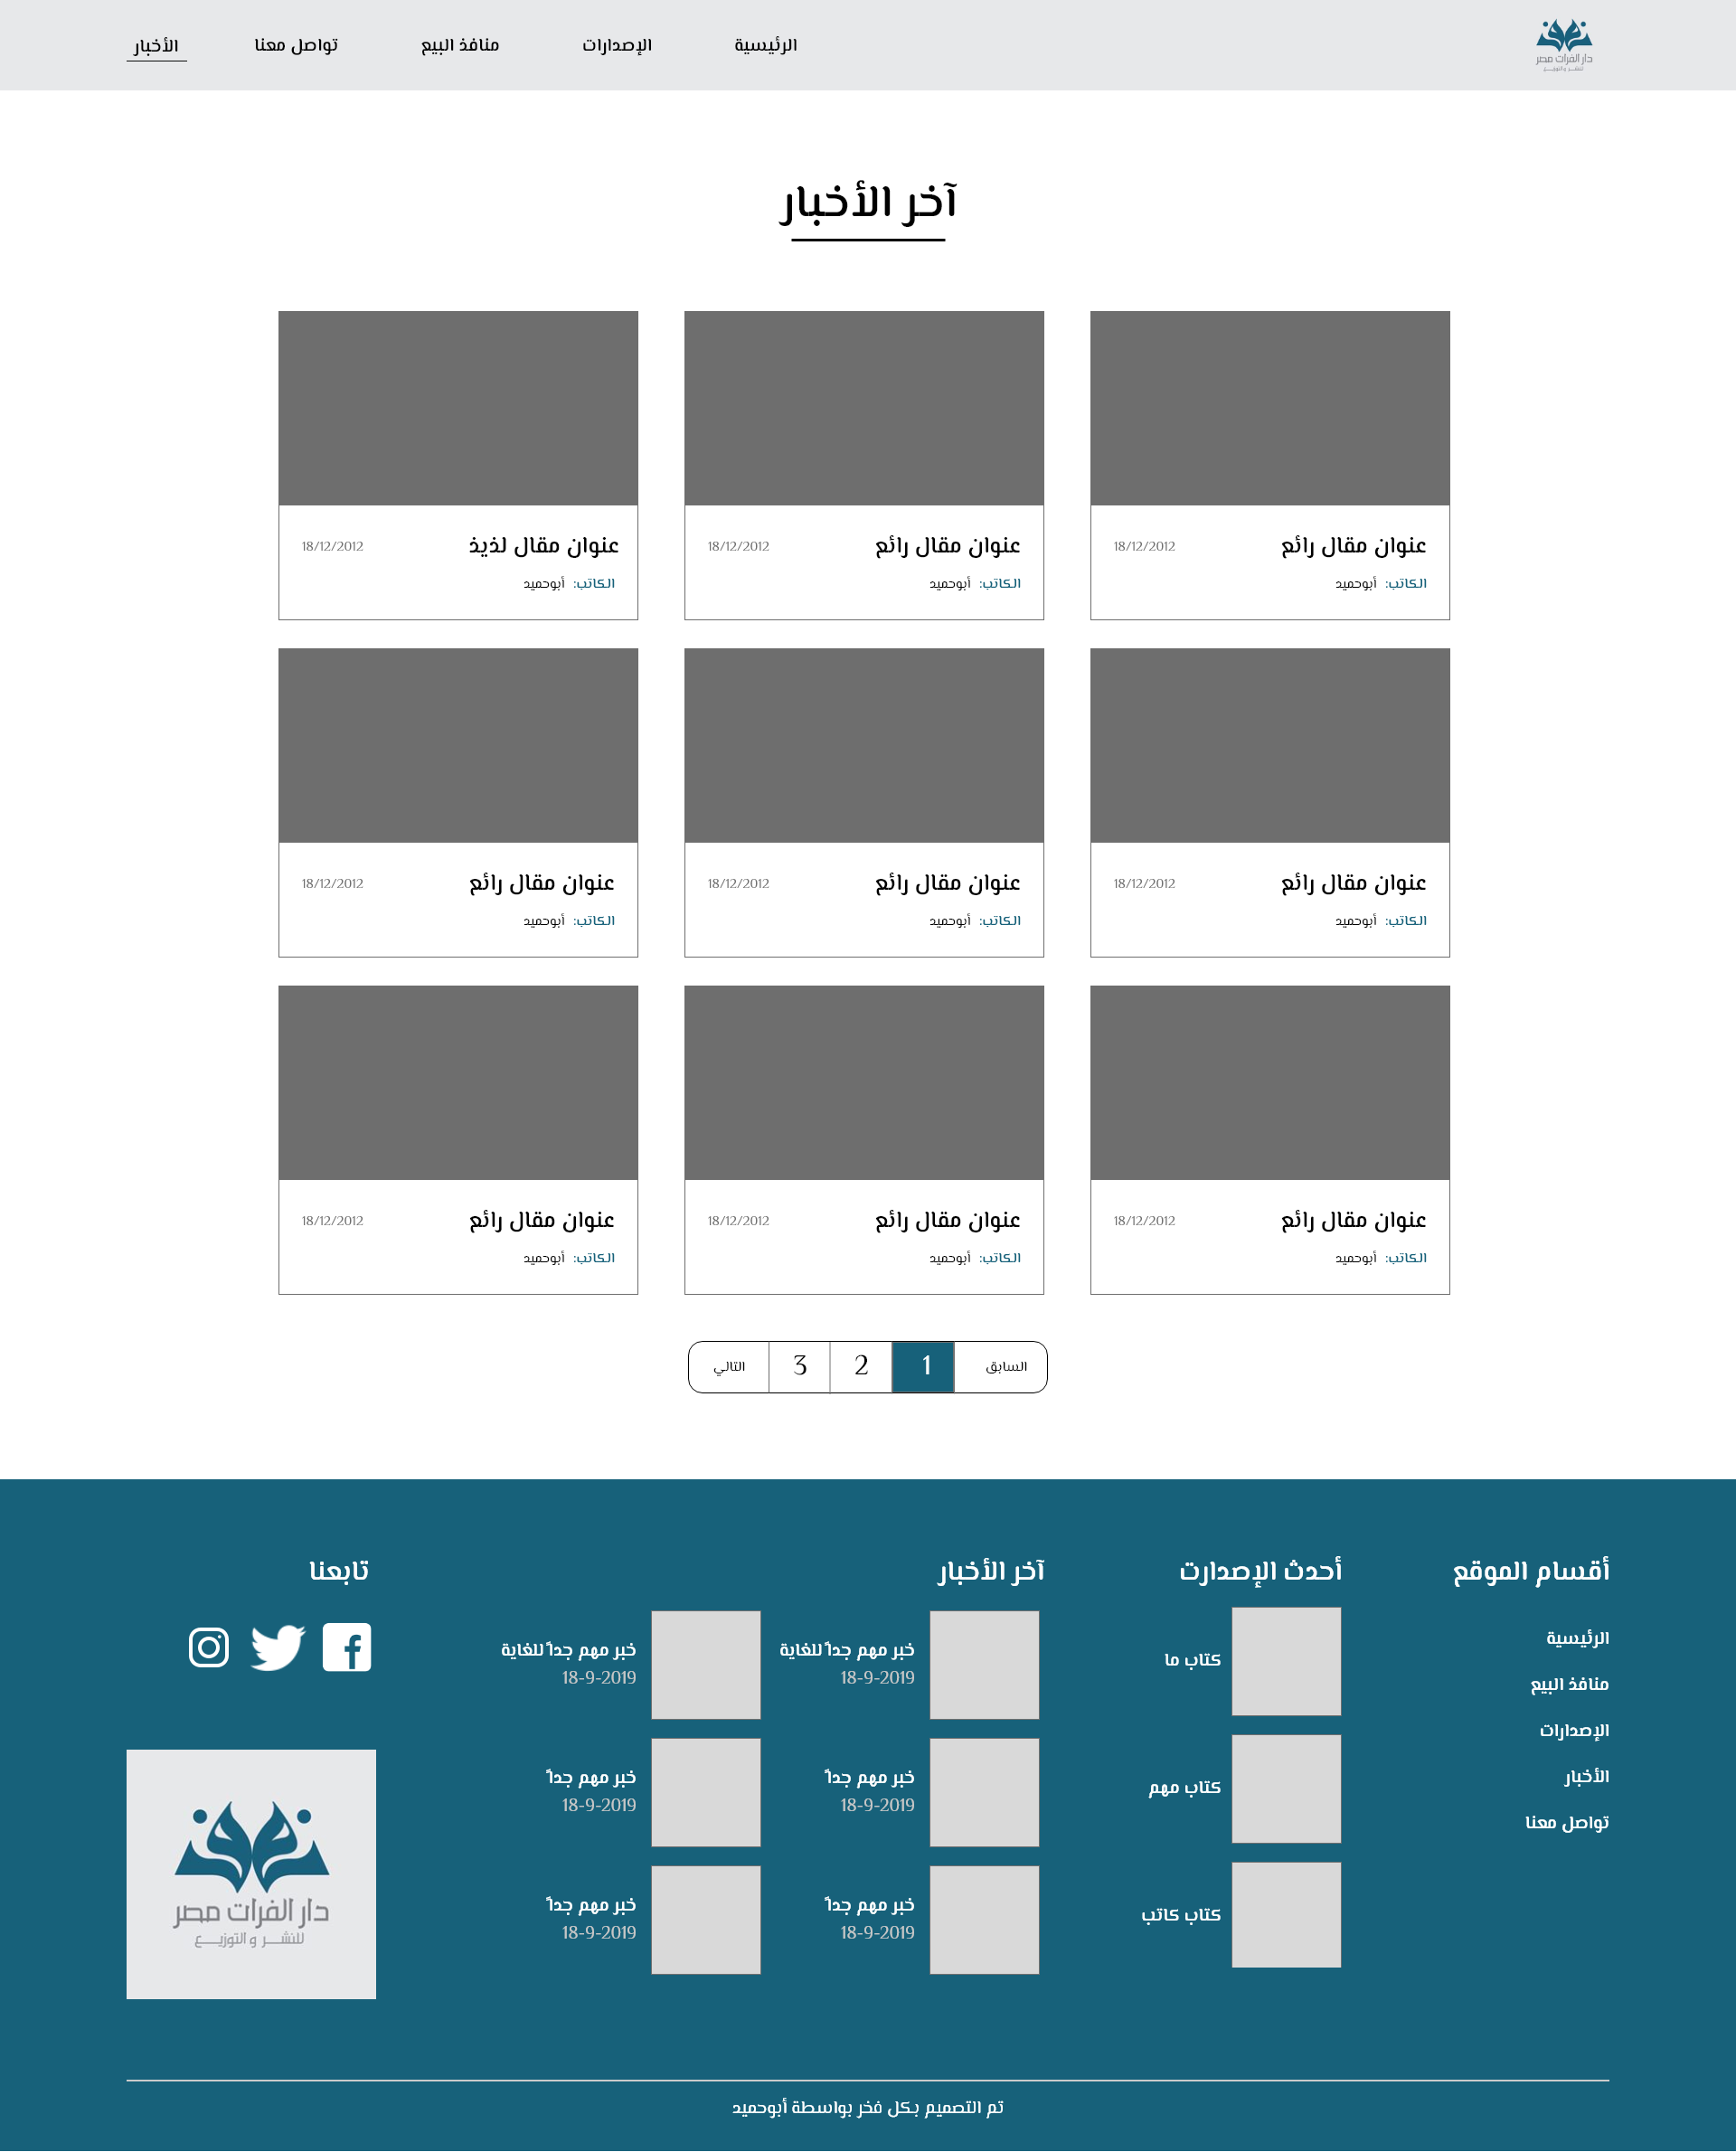 دار الفرات مصر
للنشر والتوزيع
الرئيسية
الإصدارات
منافذ البيع
تواصل معنا
الأخبار
آخر الأخبار
عنوان مقال رائع
18/12/2012
الكاتب: أبوحميد
عنوان مقال رائع
18/12/2012
الكاتب: أبوحميد
عنوان مقال لذيذ
18/12/2012
الكاتب: أبوحميد
عنوان مقال رائع
18/12/2012
الكاتب: أبوحميد
عنوان مقال رائع
18/12/2012
الكاتب: أبوحميد
عنوان مقال رائع
18/12/2012
الكاتب: أبوحميد
عنوان مقال رائع
18/12/2012
الكاتب: أبوحميد
عنوان مقال رائع
18/12/2012
الكاتب: أبوحميد
عنوان مقال رائع
18/12/2012
الكاتب: أبوحميد
السابق
1
2
3
التالي
أقسام الموقع
الرئيسية
منافذ البيع
الإصدارات
الأخبار
تواصل معنا
أحدث الإصدارت
كتاب ما
كتاب مهم
كتاب كاتب
آخر الأخبار
خبر مهم جداً للغاية
18-9-2019
خبر مهم جداً للغاية
18-9-2019
خبر مهم جداً
18-9-2019
خبر مهم جداً
18-9-2019
خبر مهم جداً
18-9-2019
خبر مهم جداً
18-9-2019
تابعنا
دار الفرات مصر
للنشـــر و التوزيـــع
تم التصميم بكل فخر بواسطة أبوحميد